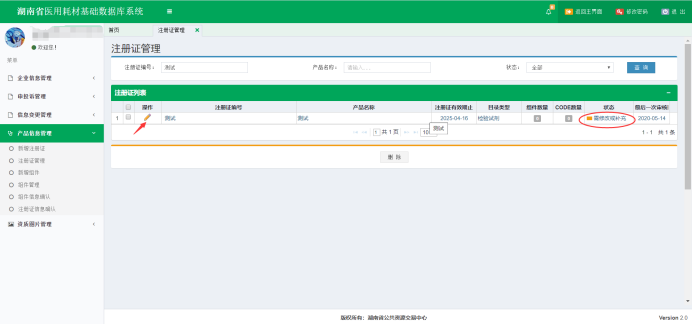 湖南省医用耗材基础数据库系统
返回主界面 修改密码 退 出
欢迎您！
菜单
企业信息管理
申投诉管理
信息变更管理
产品信息管理
新增注册证
注册证管理
新增组件
组件管理
组件信息确认
注册证信息确认
资质图片管理
首页 注册证管理 ×
注册证管理
注册证编号： 测试 产品名称： 请输入...... 状态： 全部 查 询
注册证列表
操作 注册证编号 产品名称 注册证有效期止 目录类型 组件数量 CODE数量 状态 最后一次审核
1 测试 测试 2025-04-16 检验试剂 0 0 需修改或补充 2020-05-14
1 共 1 页 10
测试
1 - 1 共 1 条
删 除
版权所有：湖南省公共资源交易中心
Version 2.0